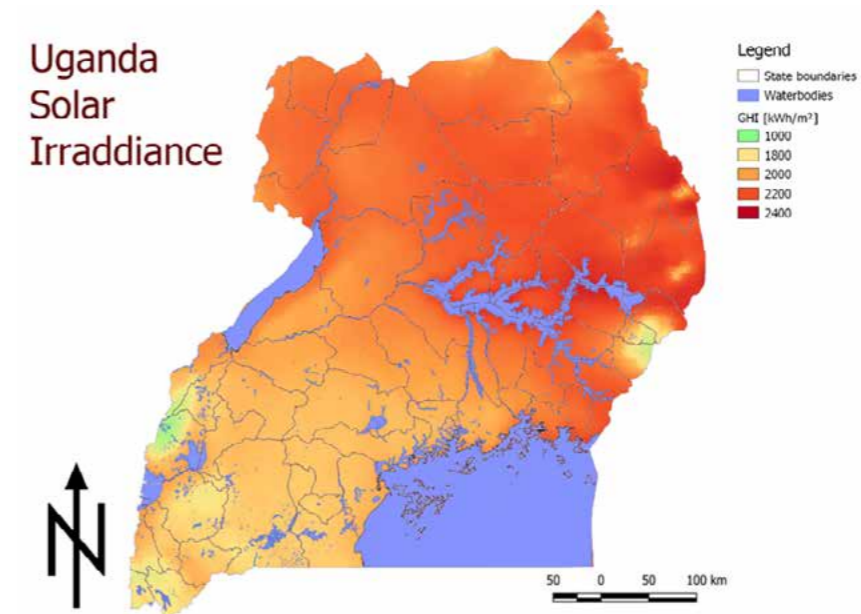 Uganda
Solar
Irraddiance
Legend
State boundaries
Waterbodies
GHI [kWh/m²]
1000
1800
2000
2200
2400
N
50 0 50 100 km